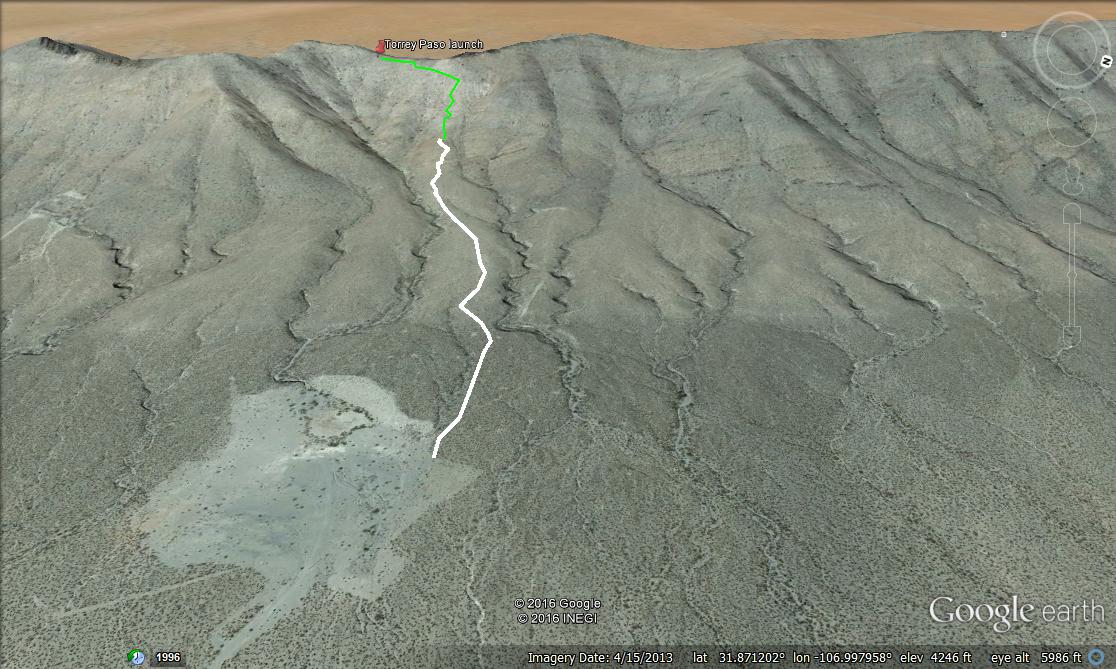 Torrey Paso launch
N
© 2016 Google
© 2016 INEGI
Google earth
1996
Imagery Date: 4/15/2013 lat 31.871202° lon -106.997958° elev 4246 ft eye alt 5986 ft